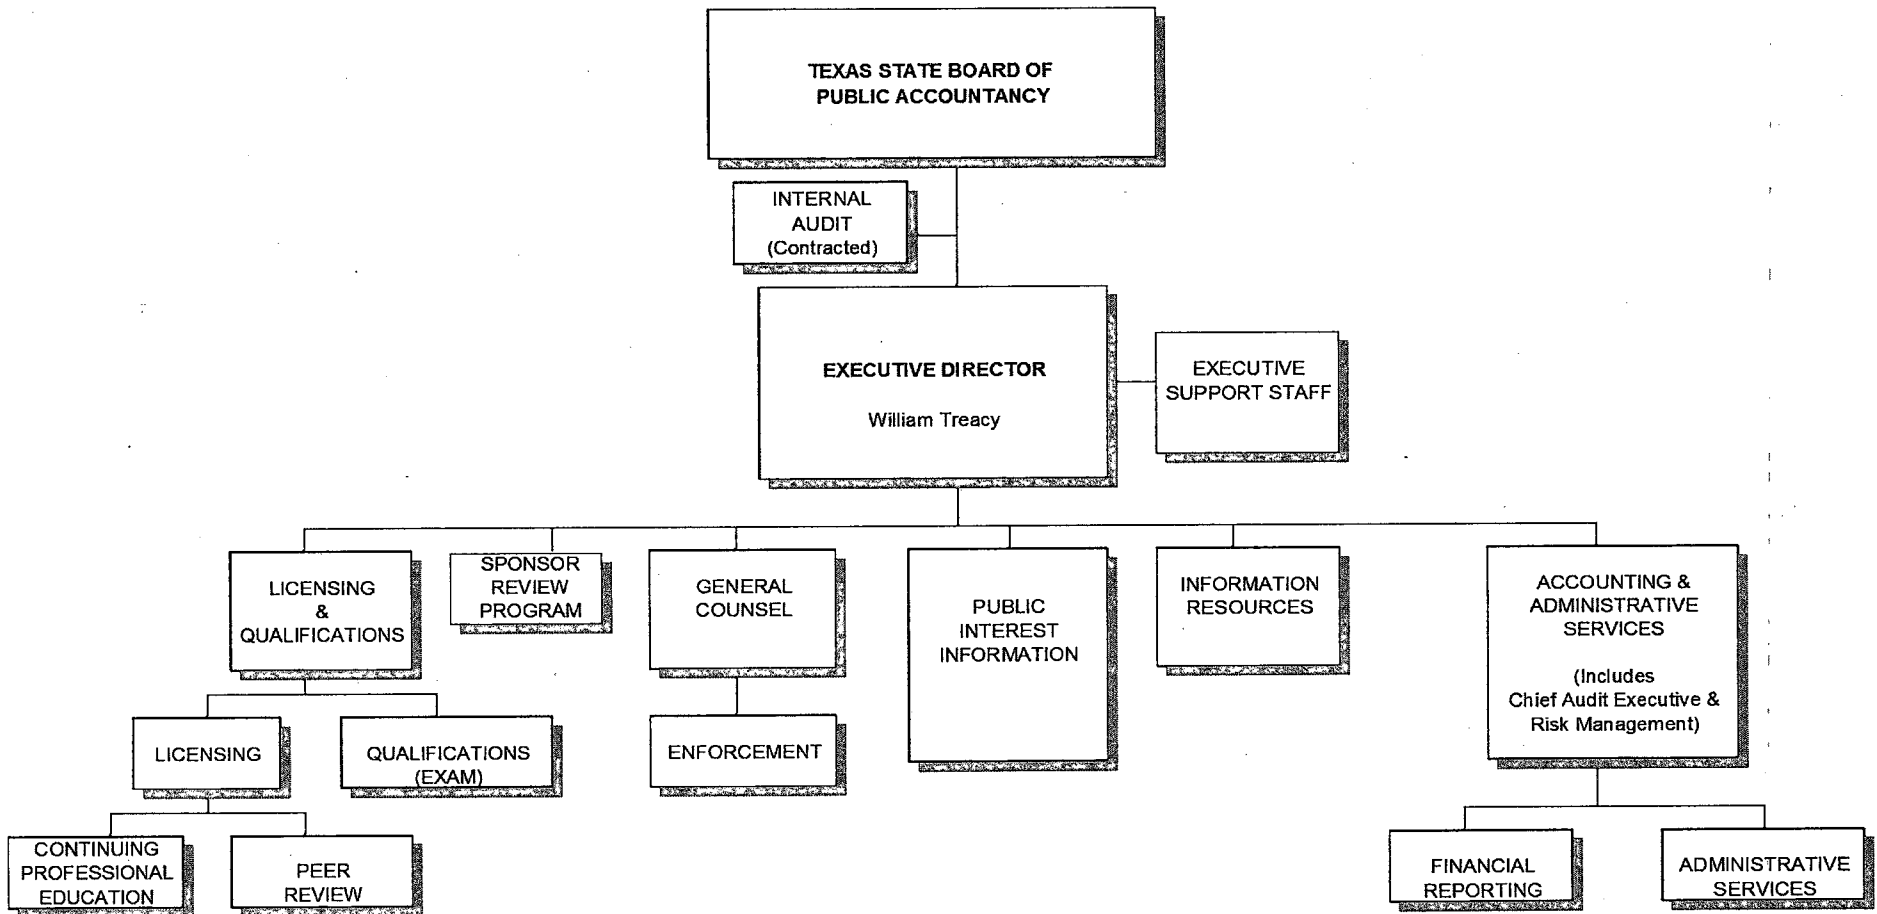 TEXAS STATE BOARD OF
PUBLIC ACCOUNTANCY
INTERNAL
AUDIT
(Contracted)
EXECUTIVE DIRECTOR
William Treacy
EXECUTIVE
SUPPORT STAFF
LICENSING
&
QUALIFICATIONS
SPONSOR
REVIEW
PROGRAM
GENERAL
COUNSEL
PUBLIC
INTEREST
INFORMATION
INFORMATION
RESOURCES
ACCOUNTING &
ADMINISTRATIVE
SERVICES
(Includes
Chief Audit Executive &
Risk Management)
LICENSING
QUALIFICATIONS
(EXAM)
ENFORCEMENT
CONTINUING
PROFESSIONAL
EDUCATION
PEER
REVIEW
FINANCIAL
REPORTING
ADMINISTRATIVE
SERVICES